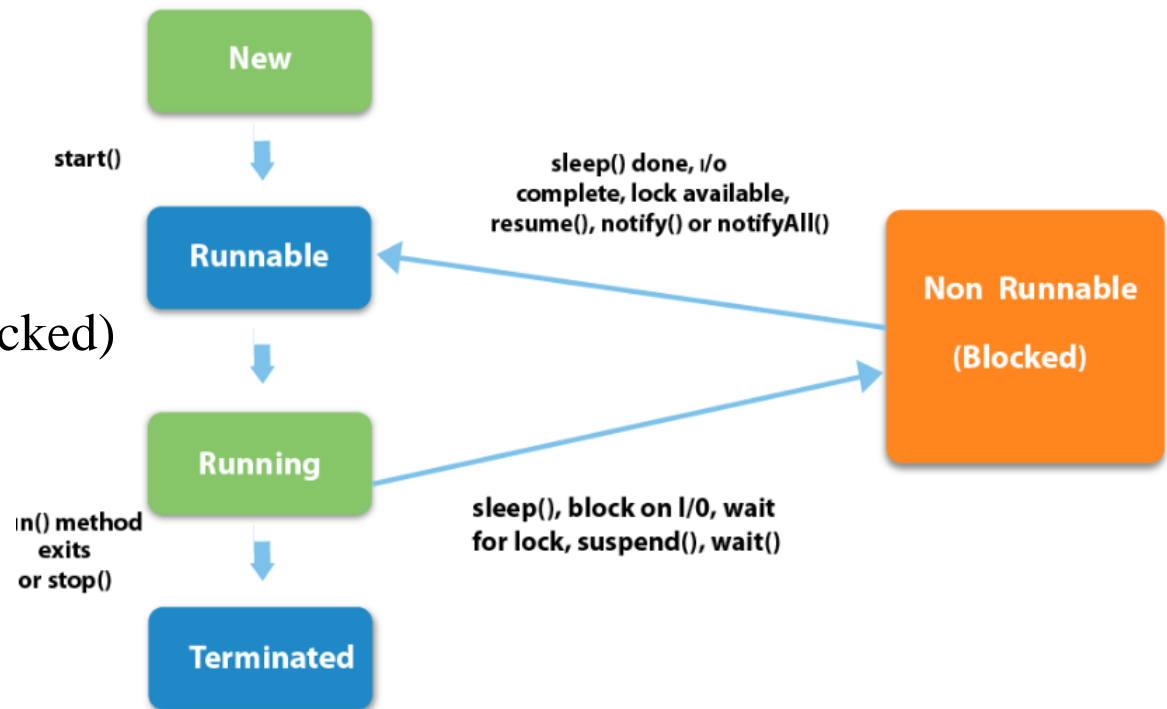 New
start()
sleep() done, I/o
complete, lock available,
resume(), notify() or notifyAll()
Runnable
Non Runnable
(Blocked)
cked)
Running
sleep(), block on I/0, wait
for lock, suspend(), wait()
un() method
exits
or stop()
Terminated